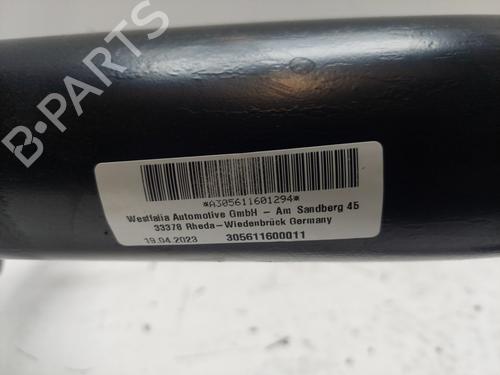 B-PARTS
*A305611601294*
Westfalia Automotive GmbH - Am Sandberg 45
33378 Rheda-Wiedenbrück Germany
19.04.2023 305611600011